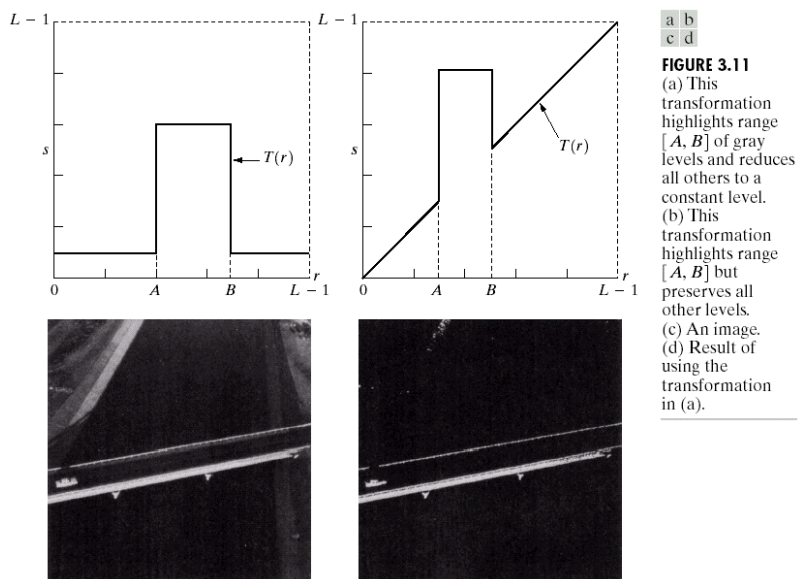 L − 1
s
T(r)
0
A
B
L − 1
r
L − 1
s
T(r)
0
A
B
L − 1
r
a b
c d
FIGURE 3.11
(a) This
transformation
highlights range
[A, B] of gray
levels and reduces
all others to a
constant level.
(b) This
transformation
highlights range
[A, B] but
preserves all
other levels.
(c) An image.
(d) Result of
using the
transformation
in (a).